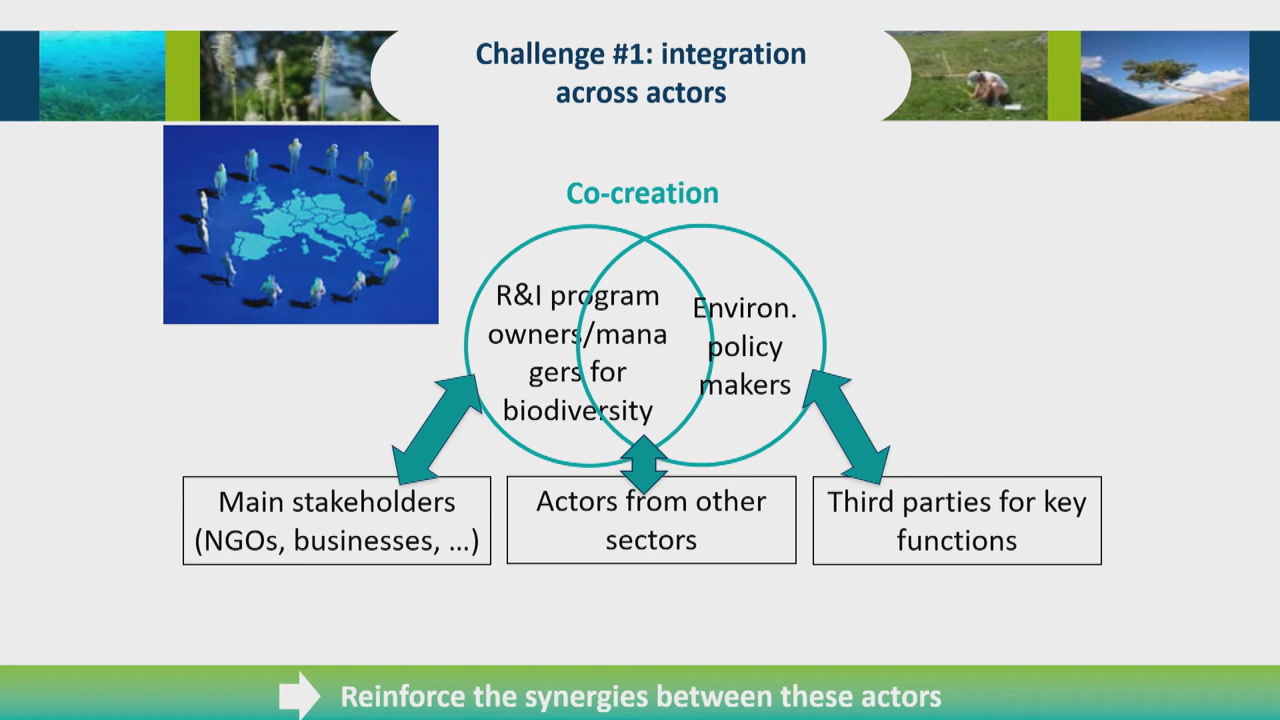 Challenge #1: integration
across actors
Co-creation
R&I program
owners/mana
gers for
biodiversity
Environ.
policy
makers
Main stakeholders
(NGOs, businesses, ...)
Actors from other
sectors
Third parties for key
functions
Reinforce the synergies between these actors